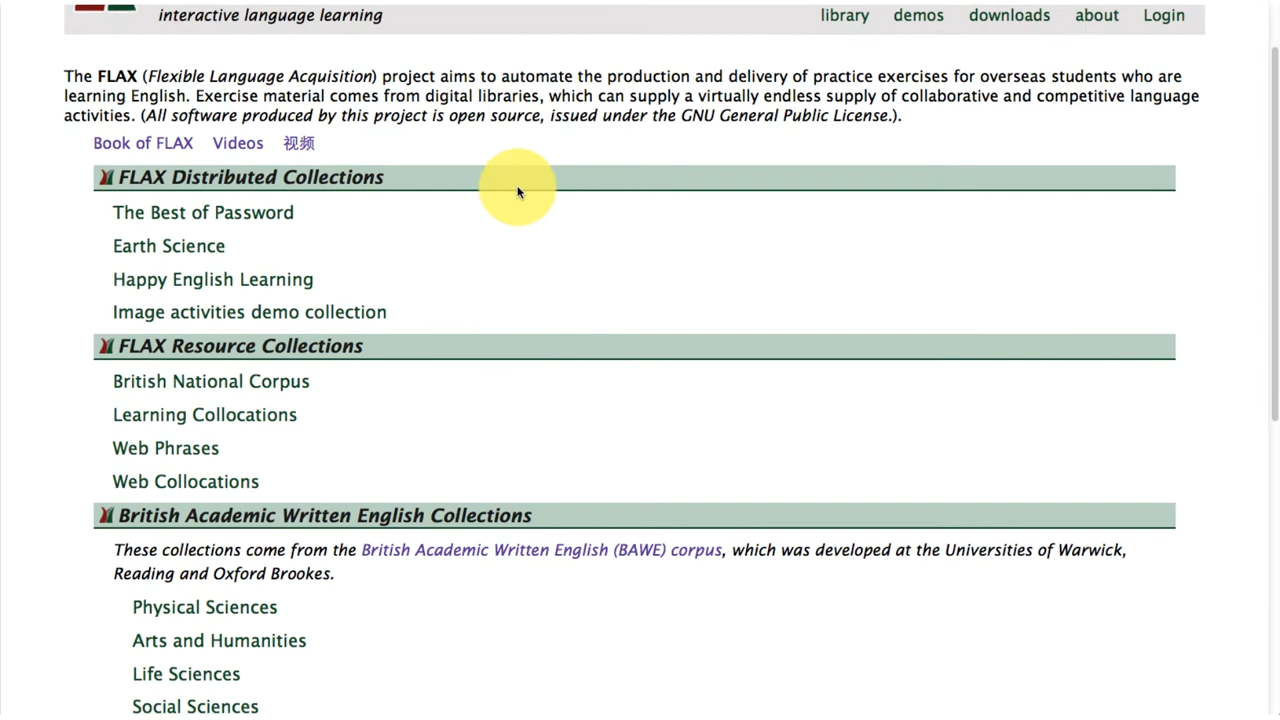 interactive language learning
library demos downloads about Login
The FLAX (Flexible Language Acquisition) project aims to automate the production and delivery of practice exercises for overseas students who are
learning English. Exercise material comes from digital libraries, which can supply a virtually endless supply of collaborative and competitive language
activities. (All software produced by this project is open source, issued under the GNU General Public License.).
Book of FLAX Videos 视频
FLAX Distributed Collections
The Best of Password
Earth Science
Happy English Learning
Image activities demo collection
FLAX Resource Collections
British National Corpus
Learning Collocations
Web Phrases
Web Collocations
British Academic Written English Collections
These collections come from the British Academic Written English (BAWE) corpus, which was developed at the Universities of Warwick,
Reading and Oxford Brookes.
Physical Sciences
Arts and Humanities
Life Sciences
Social Sciences